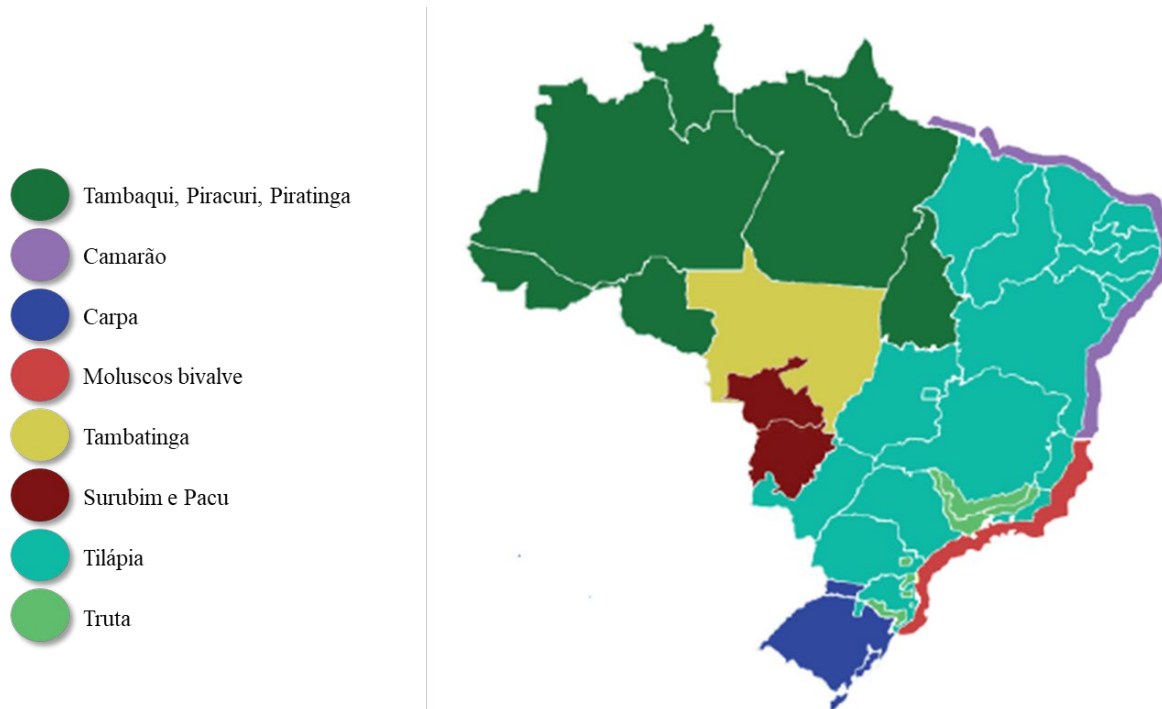 Tambaqui, Piracuri, Piratinga
Camarão
Carpa
Moluscos bivalve
Tambatinga
Surubim e Pacu
Tilápia
Truta